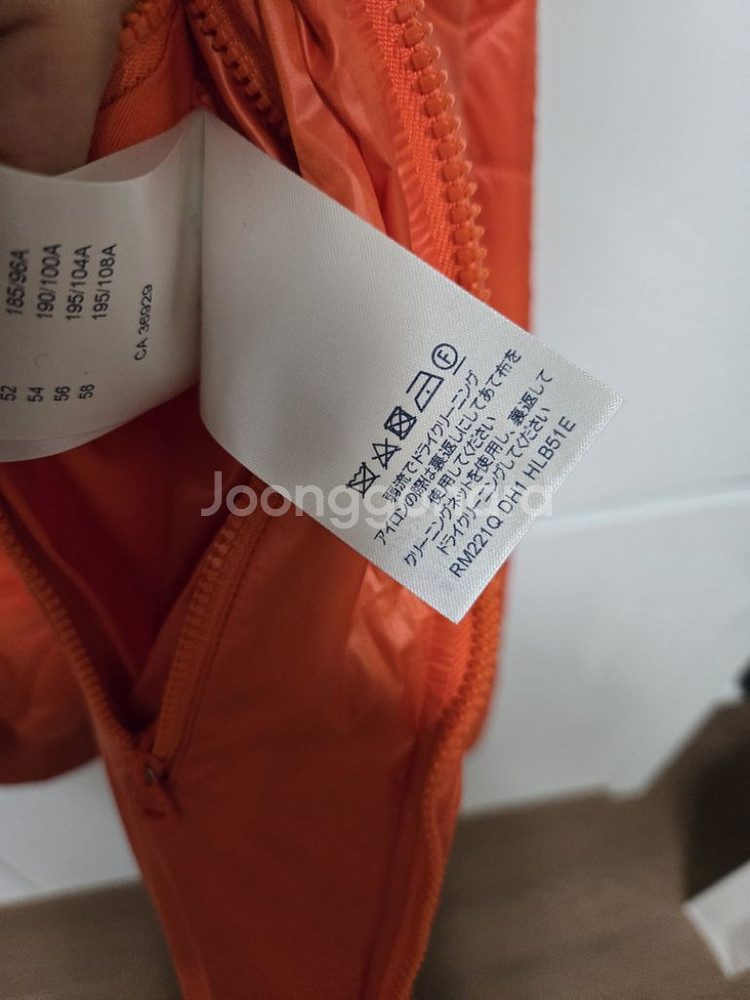 185/96A
190/100A
195/104A
195/108A
52
54
56
58
CA 36929
F
弱流でドライクリーニング
アイロンの際は裏返しにしてあて布を
使用してください
クリーニングネットを使用し、裏返して
ドライクリーニングしてください
RM221Q DH1 HLB51E
Joonggonara